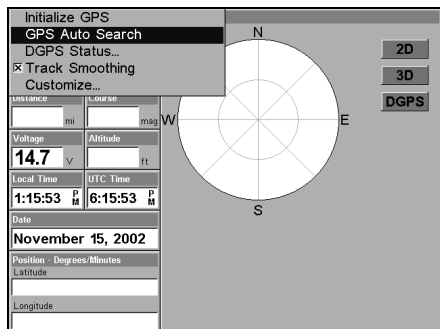 Initialize GPS
GPS Auto Search
DGPS Status...
Track Smoothing
Customize...
N
W
E
S
2D
3D
DGPS
Distance
Course
mi
mag
Voltage
Altitude
14.7 V
ft
Local Time
UTC Time
1:15:53 PM
6:15:53 PM
Date
November 15, 2002
Position - Degrees/Minutes
Latitude
Longitude